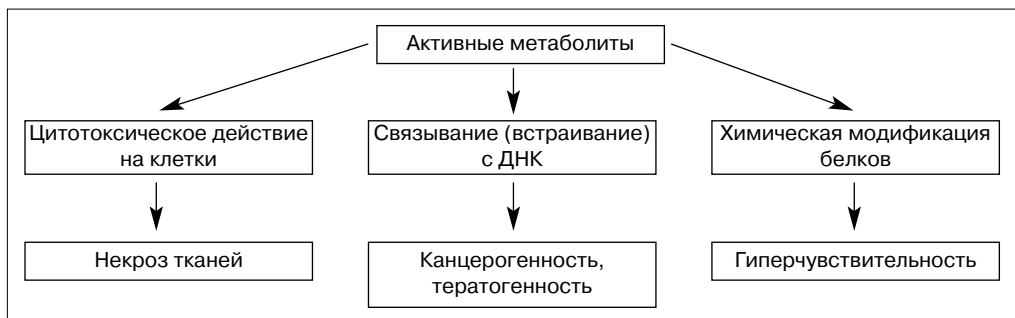 Активные метаболиты
Цитотоксическое действие
на клетки
Связывание (встраивание)
с ДНК
Химическая модификация
белков
Некроз тканей
Канцерогенность,
тератогенность
Гиперчувствительность